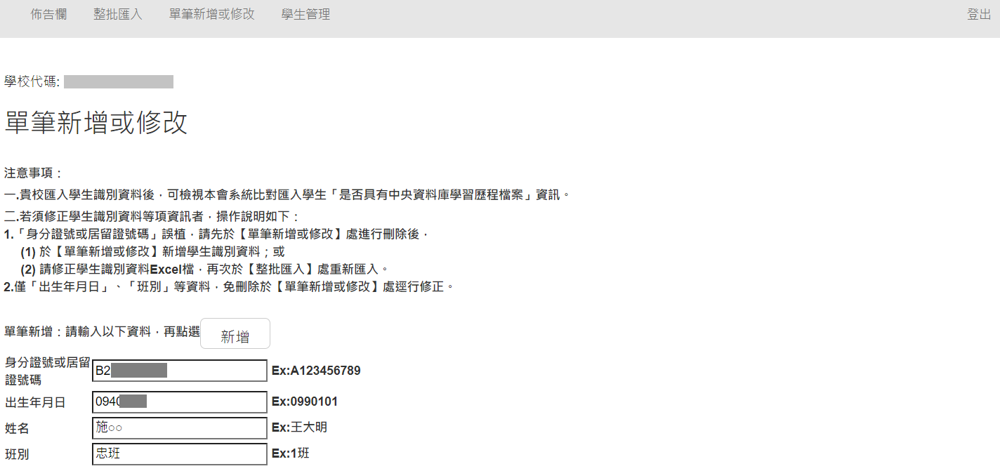 佈告欄 整批匯入 單筆新增或修改 學生管理 登出
學校代碼:
單筆新增或修改
注意事項：
一.貴校匯入學生識別資料後，可檢視本會系統比對匯入學生「是否具有中央資料庫學習歷程檔案」資訊。
二.若須修正學生識別資料等項資訊者，操作說明如下：
1.「身分證號或居留證號碼」誤植，請先於【單筆新增或修改】處進行刪除後，
(1) 於【單筆新增或修改】新增學生識別資料；或
(2) 請修正學生識別資料Excel檔，再次於【整批匯入】處重新匯入。
2.僅「出生年月日」、「班別」等資料，免刪除於【單筆新增或修改】處逕行修正。
單筆新增：請輸入以下資料，再點選 新增
身分證號或居留
證號碼 B2 Ex:A123456789
出生年月日 0940 Ex:0990101
姓名 施○○ Ex:王大明
班別 忠班 Ex:1班